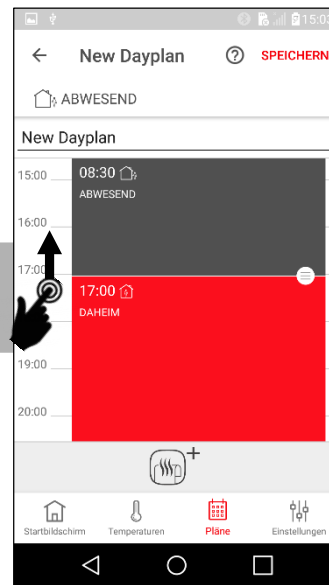 15:03
New Dayplan
SPEICHERN
ABWESEND
New Dayplan
15:00
08:30
ABWESEND
16:00
17:00
17:00
DAHEIM
19:00
20:00
Startbildschirm
Temperaturen
Pläne
Einstellungen